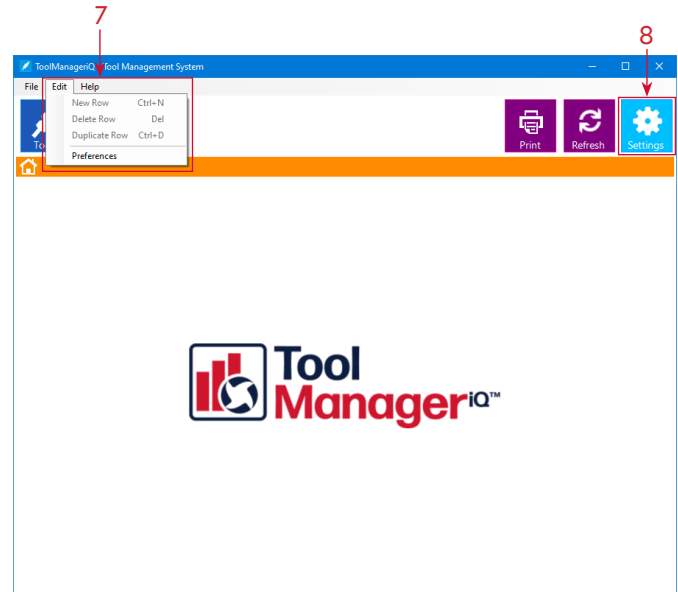 7
8
ToolManageriQ - Tool Management System
File Edit Help
New Row Ctrl+N
Delete Row Del
Duplicate Row Ctrl+D
Preferences
Print
Refresh
Settings
Tool
ManageriQ™